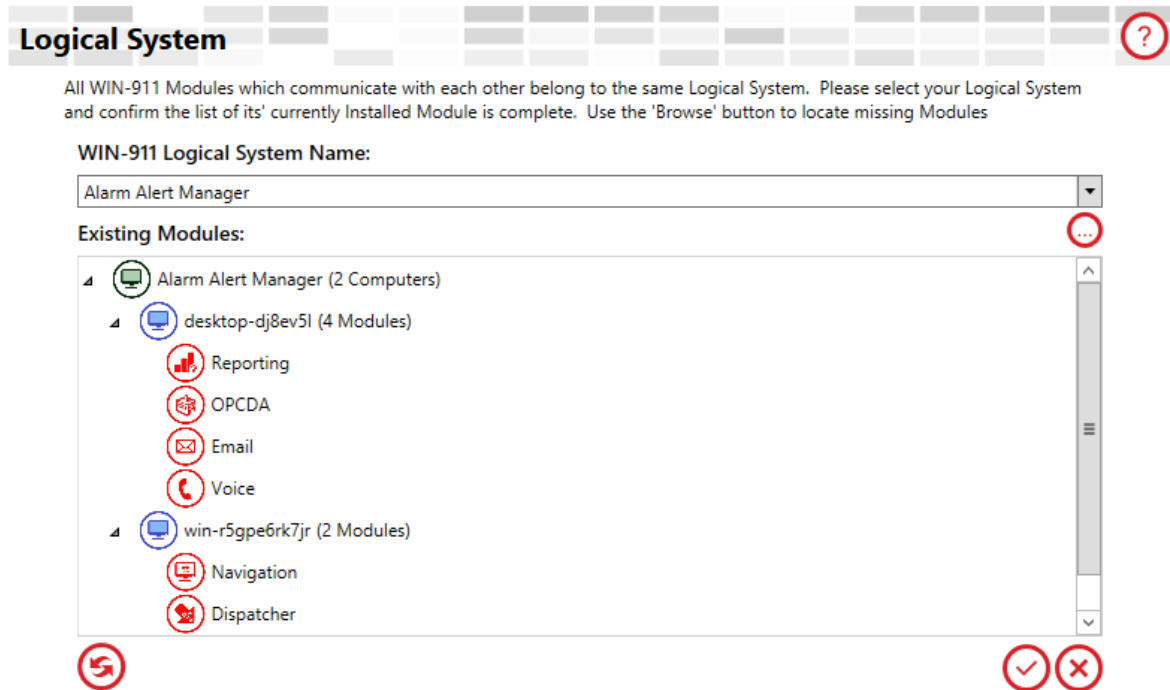 Logical System
?
All WIN-911 Modules which communicate with each other belong to the same Logical System.  Please select your Logical System
and confirm the list of its' currently Installed Module is complete.  Use the 'Browse' button to locate missing Modules
WIN-911 Logical System Name:
Alarm Alert Manager
Existing Modules:
...
Alarm Alert Manager (2 Computers)
desktop-dj8ev5l (4 Modules)
Reporting
OPCDA
Email
Voice
win-r5gpe6rk7jr (2 Modules)
Navigation
Dispatcher